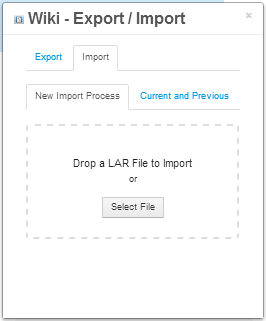 Wiki - Export / Import ×
Export Import
New Import Process Current and Previous
Drop a LAR File to Import
or
Select File